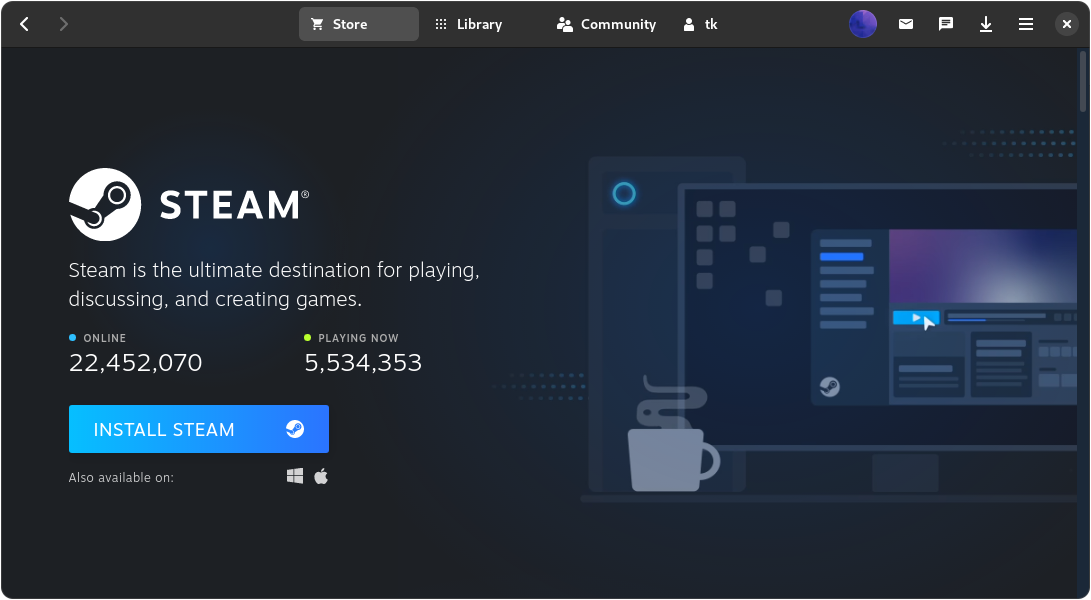 Store
Library
Community
tk
STEAM®
Steam is the ultimate destination for playing,
discussing, and creating games.
ONLINE
PLAYING NOW
22,452,070
5,534,353
INSTALL STEAM
Also available on: